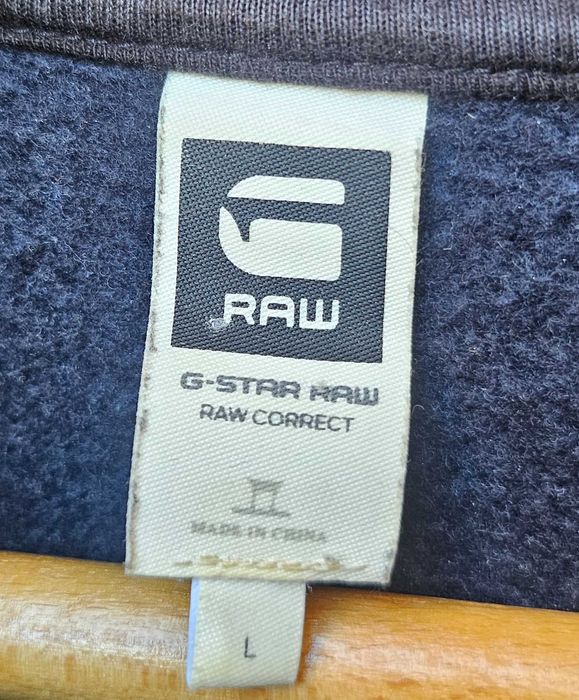 G
RAW
G-STAR RAW
RAW CORRECT
MADE IN CHINA
L